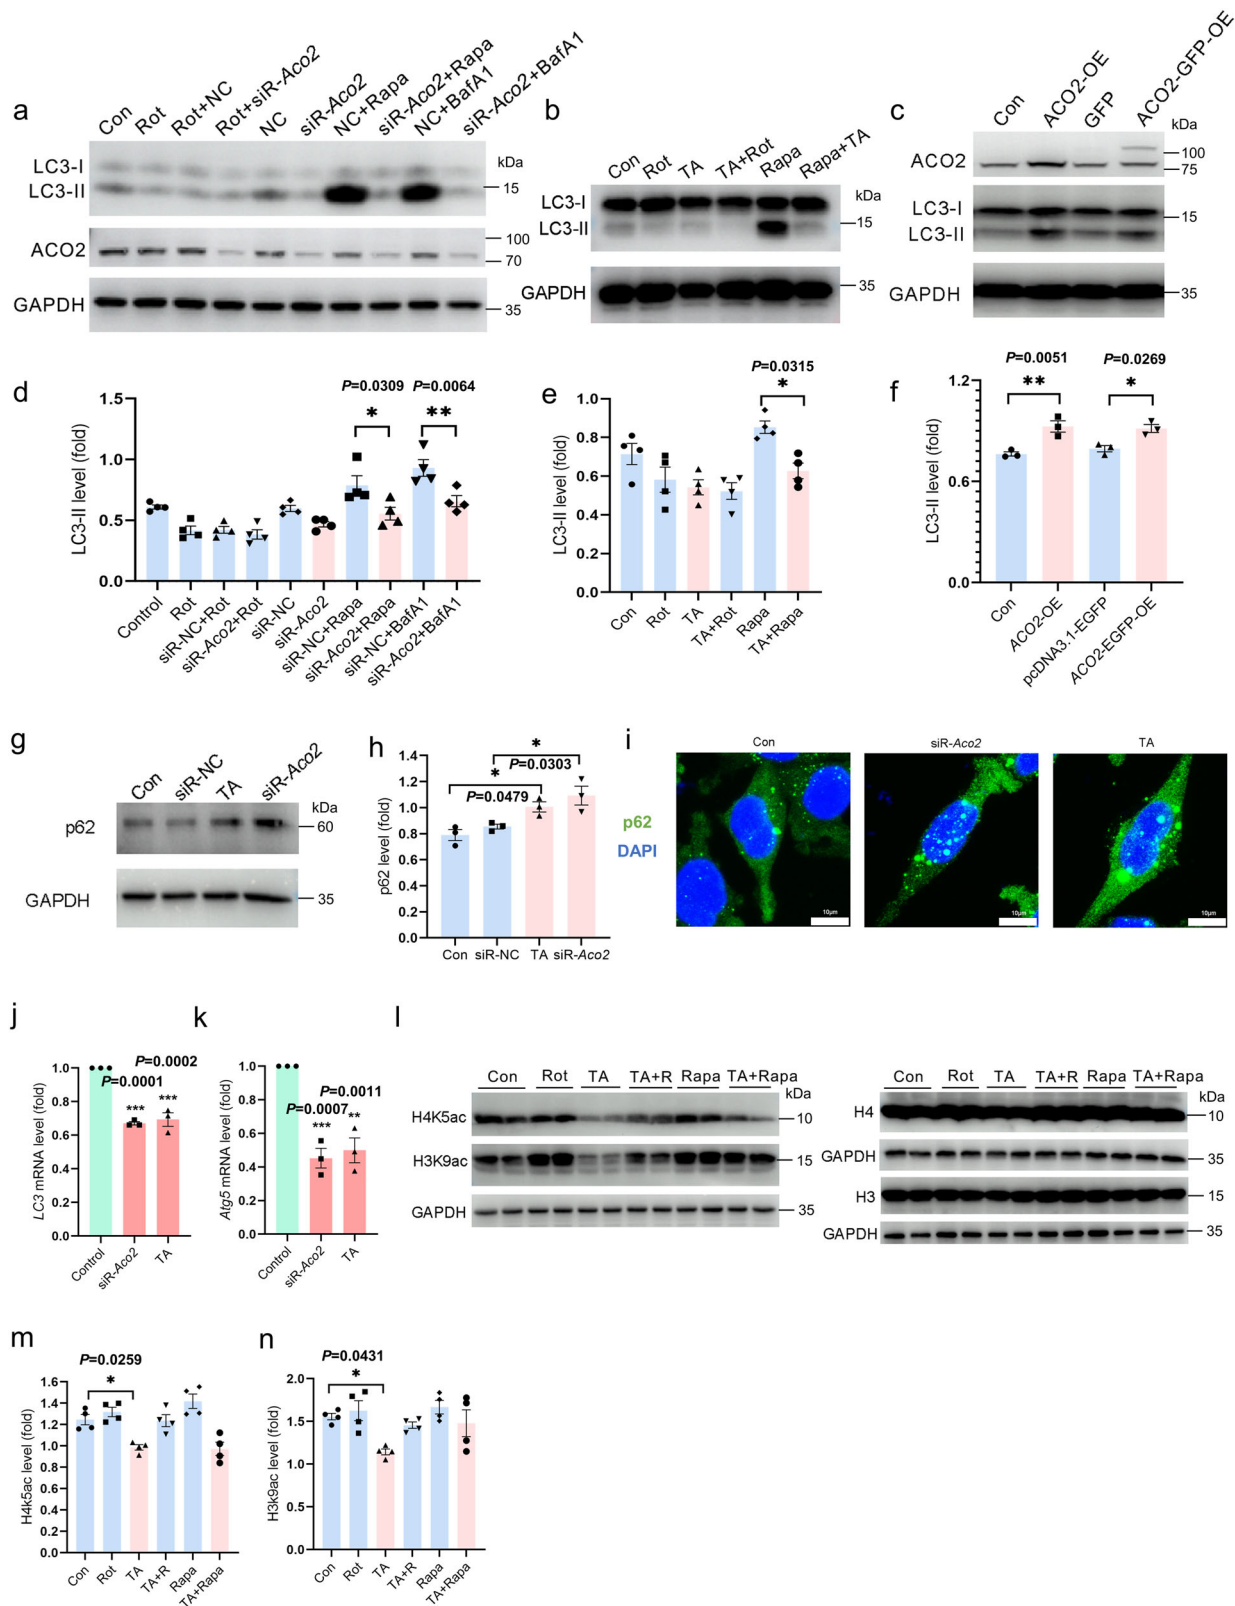 a
Con
Rot
Rot+NC
Rot+siR-Aco2
NC
siR-Aco2
NC+Rapa
siR-Aco2+Rapa
NC+BafA1
siR-Aco2+BafA1
LC3-I
LC3-II
kDa
15
ACO2
100
70
GAPDH
35
b
Con
Rot
TA
TA+Rot
Rapa
Rapa+TA
LC3-I
LC3-II
kDa
15
GAPDH
35
c
Con
ACO2-OE
GFP
ACO2-GFP-OE
kDa
ACO2
100
75
LC3-I
LC3-II
15
GAPDH
35
d
LC3-II level (fold)
1.5
1.0
0.5
0.0
P=0.0309
*
P=0.0064
**
Control
Rot
siR-NC+Rot
siR-Aco2+Rot
siR-NC
siR-Aco2
siR-NC+Rapa
siR-Aco2+Rapa
siR-NC+BafA1
siR-Aco2+BafA1
e
LC3-II level (fold)
1.0
0.8
0.6
0.4
0.2
0.0
P=0.0315
*
Con
Rot
TA
TA+Rot
Rapa
TA+Rapa
f
LC3-II level (fold)
1.2
0.6
0.0
P=0.0051
**
P=0.0269
*
Con
ACO2-OE
pcDNA3.1-EGFP
ACO2-EGFP-OE
g
Con
siR-NC
TA
siR-Aco2
kDa
p62
60
GAPDH
35
h
p62 level (fold)
1.4
1.2
1.0
0.8
0.6
0.4
0.2
0.0
*
P=0.0303
*
P=0.0479
Con
siR-NC
TA
siR-Aco2
i
Con
siR-Aco2
TA
p62
DAPI
10μm
10μm
10μm
j
LC3 mRNA level (fold)
1.0
0.8
0.6
0.4
0.2
0.0
P=0.0002
P=0.0001
***
***
Control
siR-Aco2
TA
k
Atg5 mRNA level (fold)
1.0
0.8
0.6
0.4
0.2
0.0
P=0.0011
P=0.0007
**
***
Control
siR-Aco2
TA
l
Con
Rot
TA
TA+R
Rapa
TA+Rapa
kDa
H4K5ac
10
H3K9ac
15
GAPDH
35
Con
Rot
TA
TA+R
Rapa
TA+Rapa
kDa
H4
10
GAPDH
35
H3
15
GAPDH
35
m
H4k5ac level (fold)
1.6
1.4
1.2
1.0
0.8
0.6
0.4
0.2
0.0
P=0.0259
*
Con
Rot
TA
TA+R
Rapa
TA+Rapa
n
H3k9ac level (fold)
2.0
1.5
1.0
0.5
0.0
P=0.0431
*
Con
Rot
TA
TA+R
Rapa
TA+Rapa